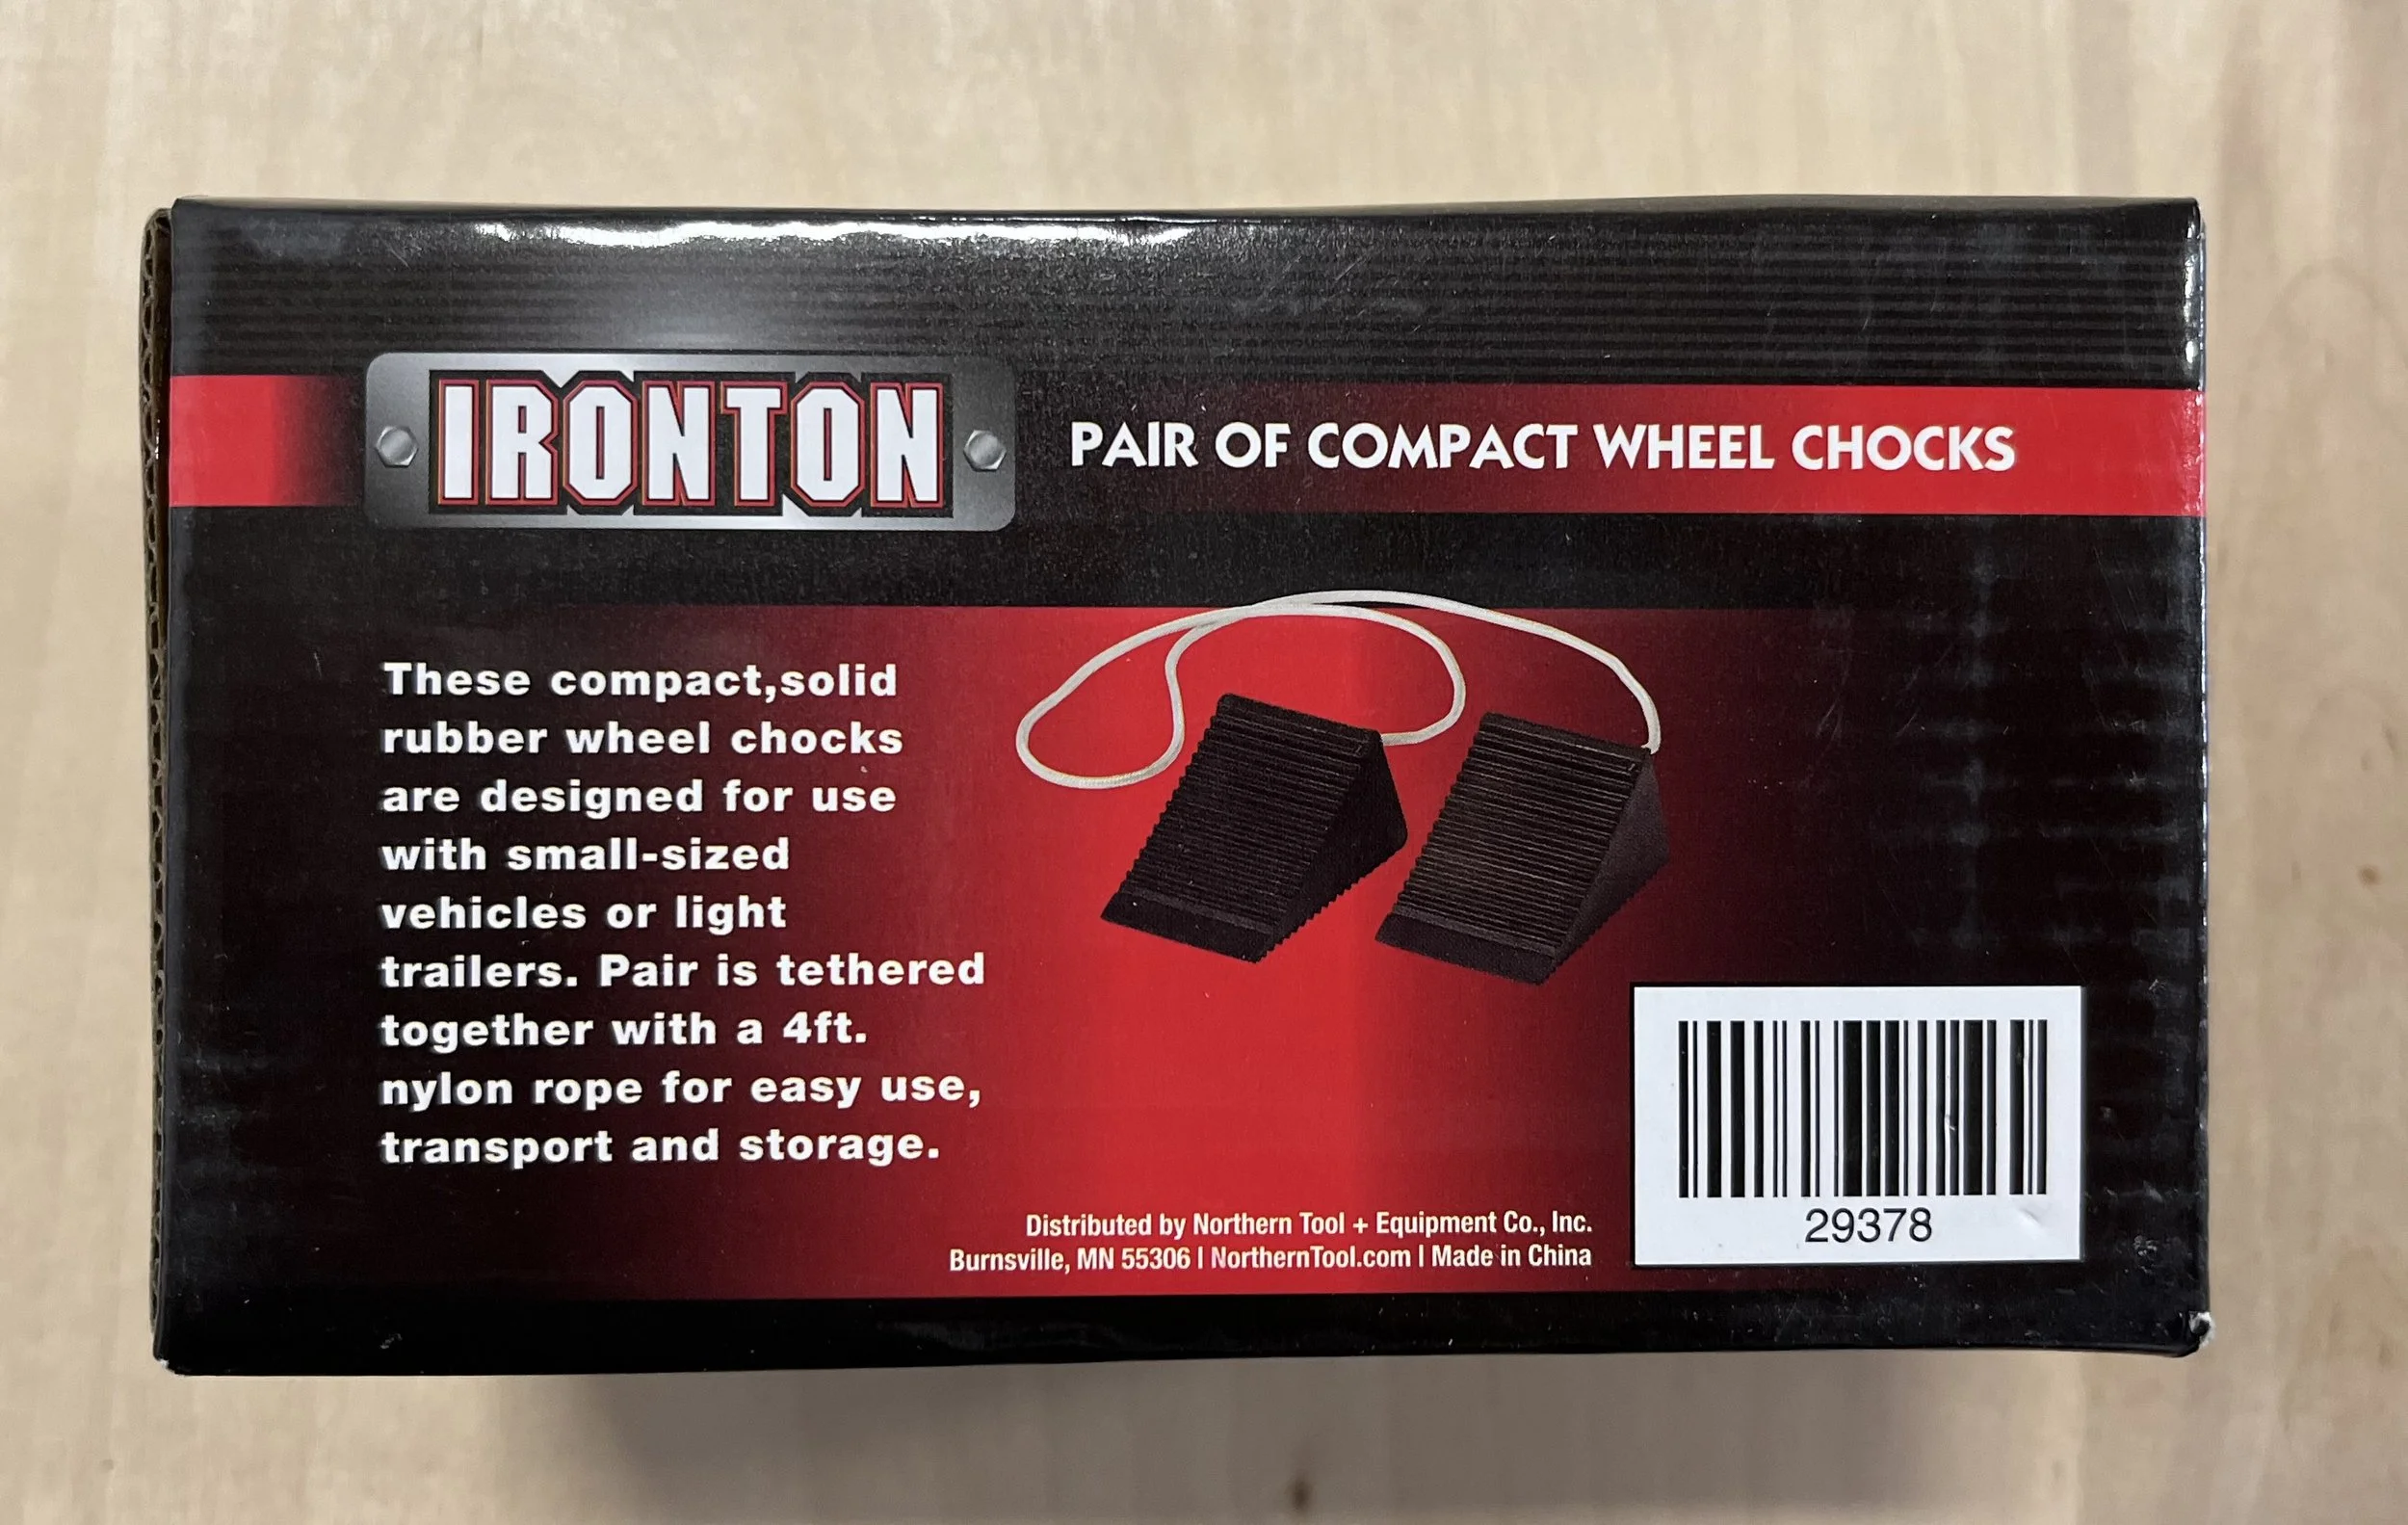 IRONTON
PAIR OF COMPACT WHEEL CHOCKS
These compact,solid
rubber wheel chocks
are designed for use
with small-sized
vehicles or light
trailers. Pair is tethered
together with a 4ft.
nylon rope for easy use,
transport and storage.
Distributed by Northern Tool + Equipment Co., Inc.
Burnsville, MN 55306 | NorthernTool.com | Made in China
29378